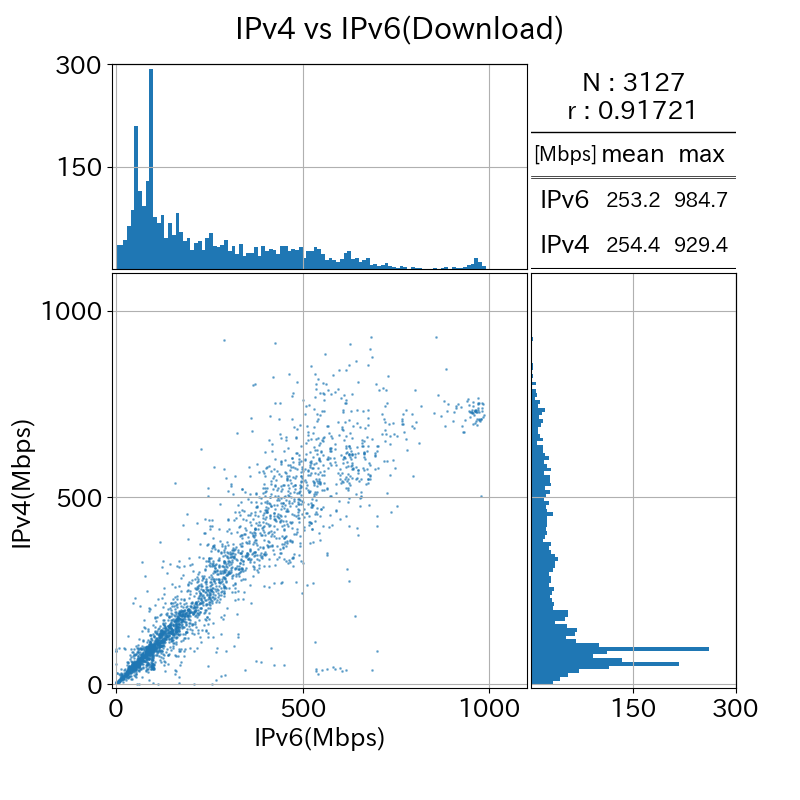 IPv4 vs IPv6(Download)
300
150
N : 3127
r : 0.91721
[Mbps] mean max
IPv6 253.2 984.7
IPv4 254.4 929.4
1000
500
0
IPv4(Mbps)
0 500 1000
150 300
IPv6(Mbps)